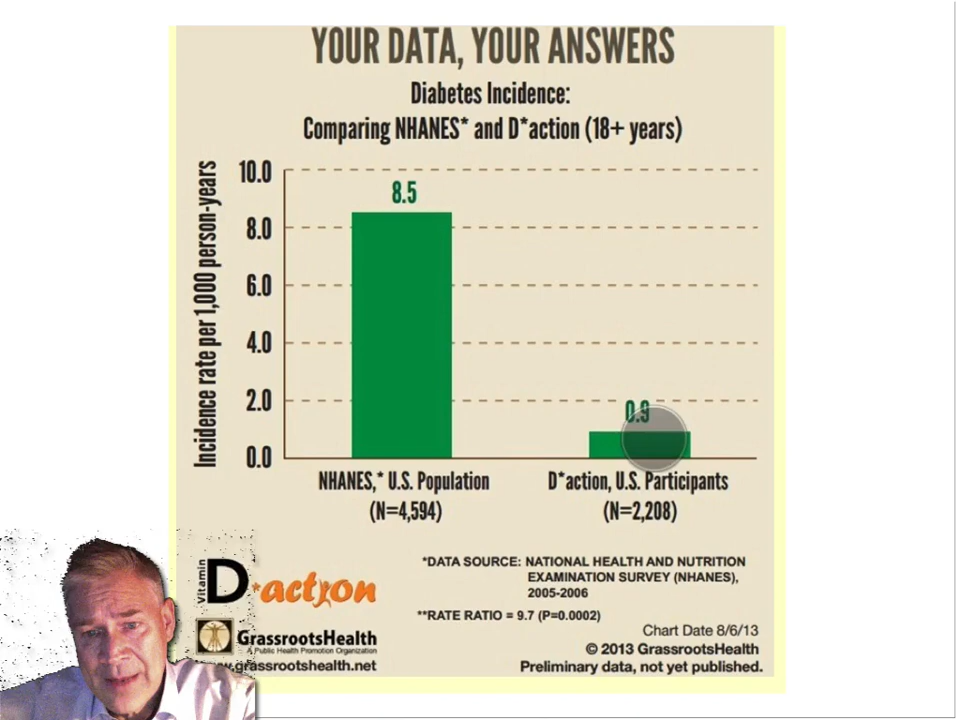 YOUR DATA, YOUR ANSWERS
Diabetes Incidence:
Comparing NHANES* and D*action (18+ years)
Incidence rate per 1,000 person-years
10.0
8.0
6.0
4.0
2.0
0.0
8.5
0.9
NHANES,* U.S. Population
(N=4,594)
D*action, U.S. Participants
(N=2,208)
*DATA SOURCE: NATIONAL HEALTH AND NUTRITION
EXAMINATION SURVEY (NHANES),
2005-2006
**RATE RATIO = 9.7 (P=0.0002)
Chart Date 8/6/13
© 2013 GrassrootsHealth
Preliminary data, not yet published.
Vitamin
D*action
GrassrootsHealth
A Public Health Promotion Organization
www.grassrootshealth.net